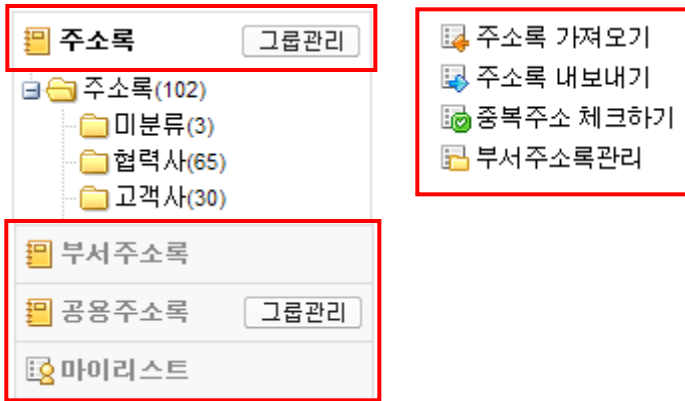 주소록 그룹관리
주소록(102)
미분류(3)
협력사(65)
고객사(30)
부서주소록
공용주소록 그룹관리
마이리스트
주소록 가져오기
주소록 내보내기
중복주소 체크하기
부서주소록관리